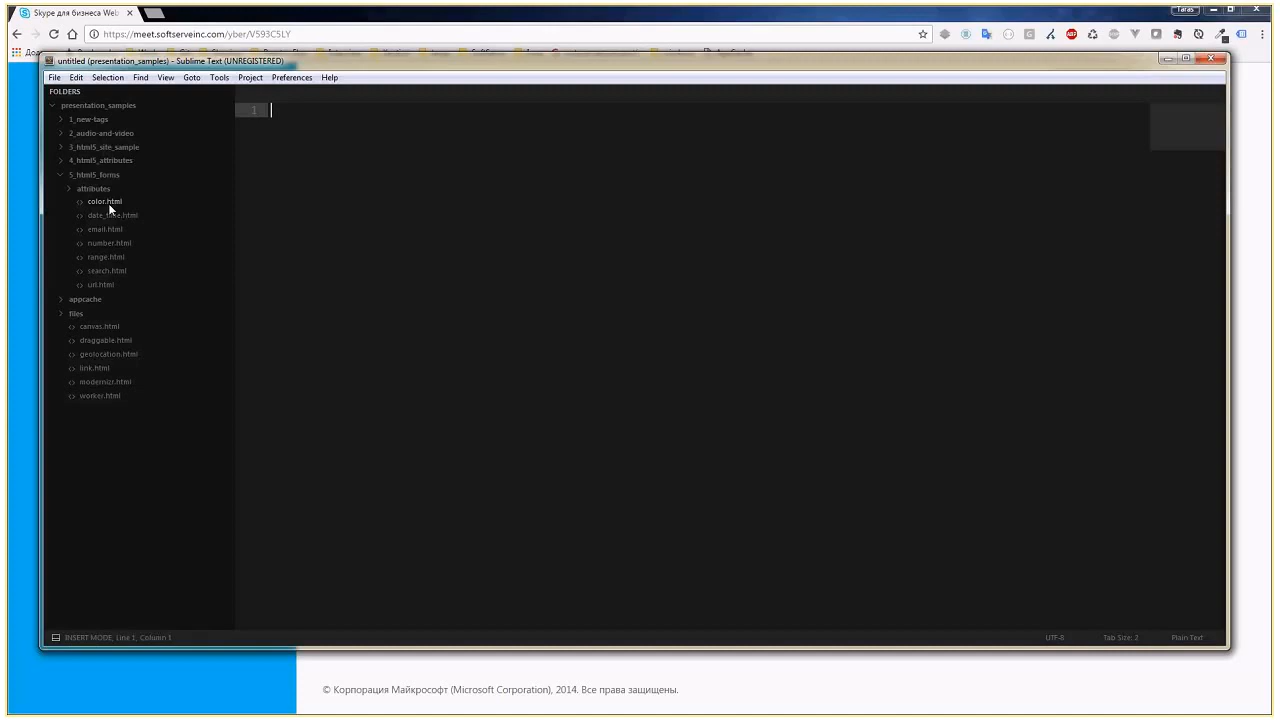 Skype для бизнеса Web
Taras
https://meet.softserveinc.com/yber/V593C5LY
untitled (presentation_samples) - Sublime Text (UNREGISTERED)
File Edit Selection Find View Goto Tools Project Preferences Help
FOLDERS
presentation_samples
1_new-tags
2_audio-and-video
3_html5_site_sample
4_html5_attributes
5_html5_forms
attributes
color.html
date_time.html
email.html
number.html
range.html
search.html
url.html
appcache
files
canvas.html
draggable.html
geolocation.html
link.html
modernizr.html
worker.html
1
INSERT MODE, Line 1, Column 1
UTF-8 Tab Size: 2 Plain Text
© Корпорация Майкрософт (Microsoft Corporation), 2014. Все права защищены.